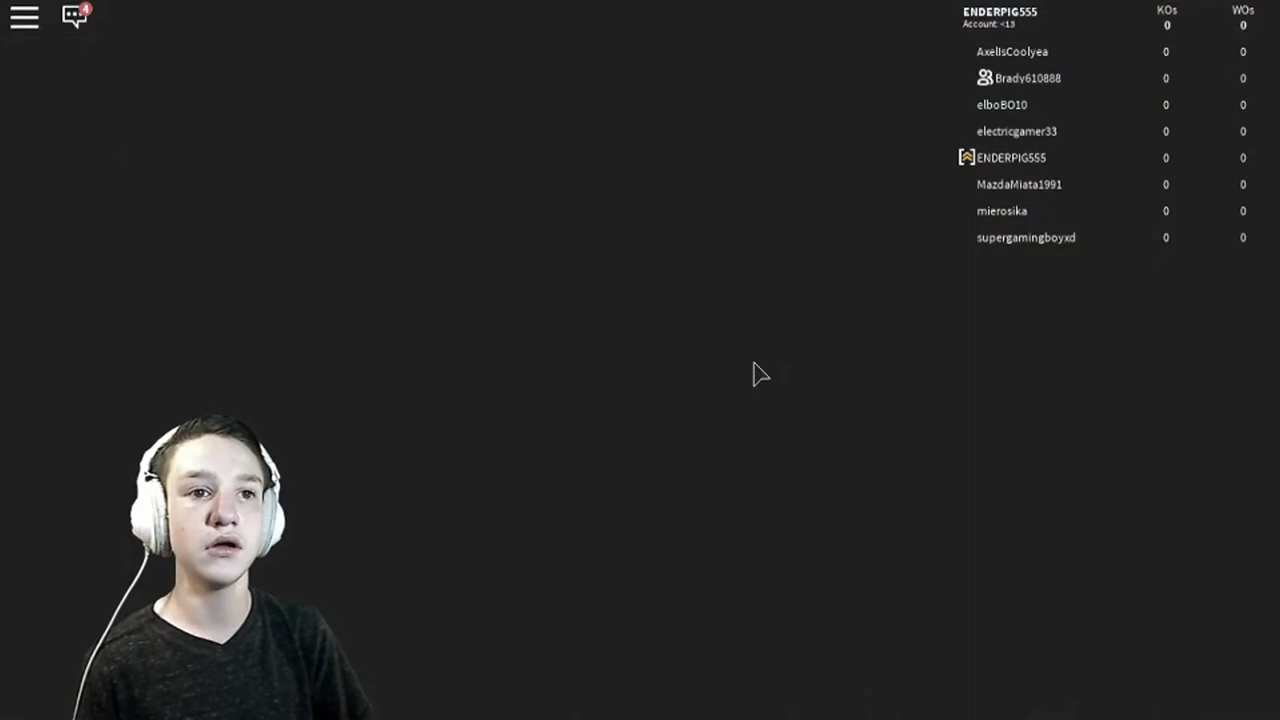 4
ENDERPIG555 KOs WOs
Account: <13 0 0
AxelIsCoolyea 0 0
Brady610888 0 0
elboBO10 0 0
electricgamer33 0 0
ENDERPIG555 0 0
MazdaMiata1991 0 0
mierosika 0 0
supergamingboyxd 0 0